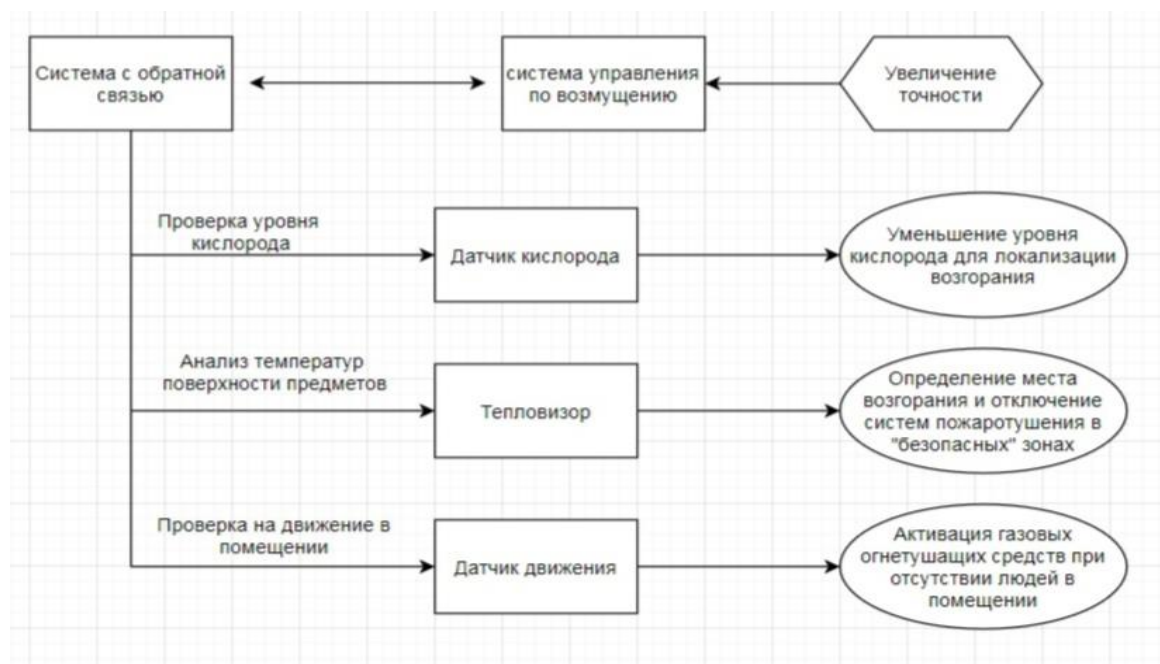 Система с обратной
связью
система управления
по возмущению
Увеличение
точности
Проверка уровня
кислорода
Датчик кислорода
Уменьшение уровня
кислорода для локализации
возгорания
Анализ температур
поверхности предметов
Тепловизор
Определение места
возгорания и отключение
систем пожаротушения в
"безопасных" зонах
Проверка на движение в
помещении
Датчик движения
Активация газовых
огнетушащих средств при
отсутствии людей в
помещении